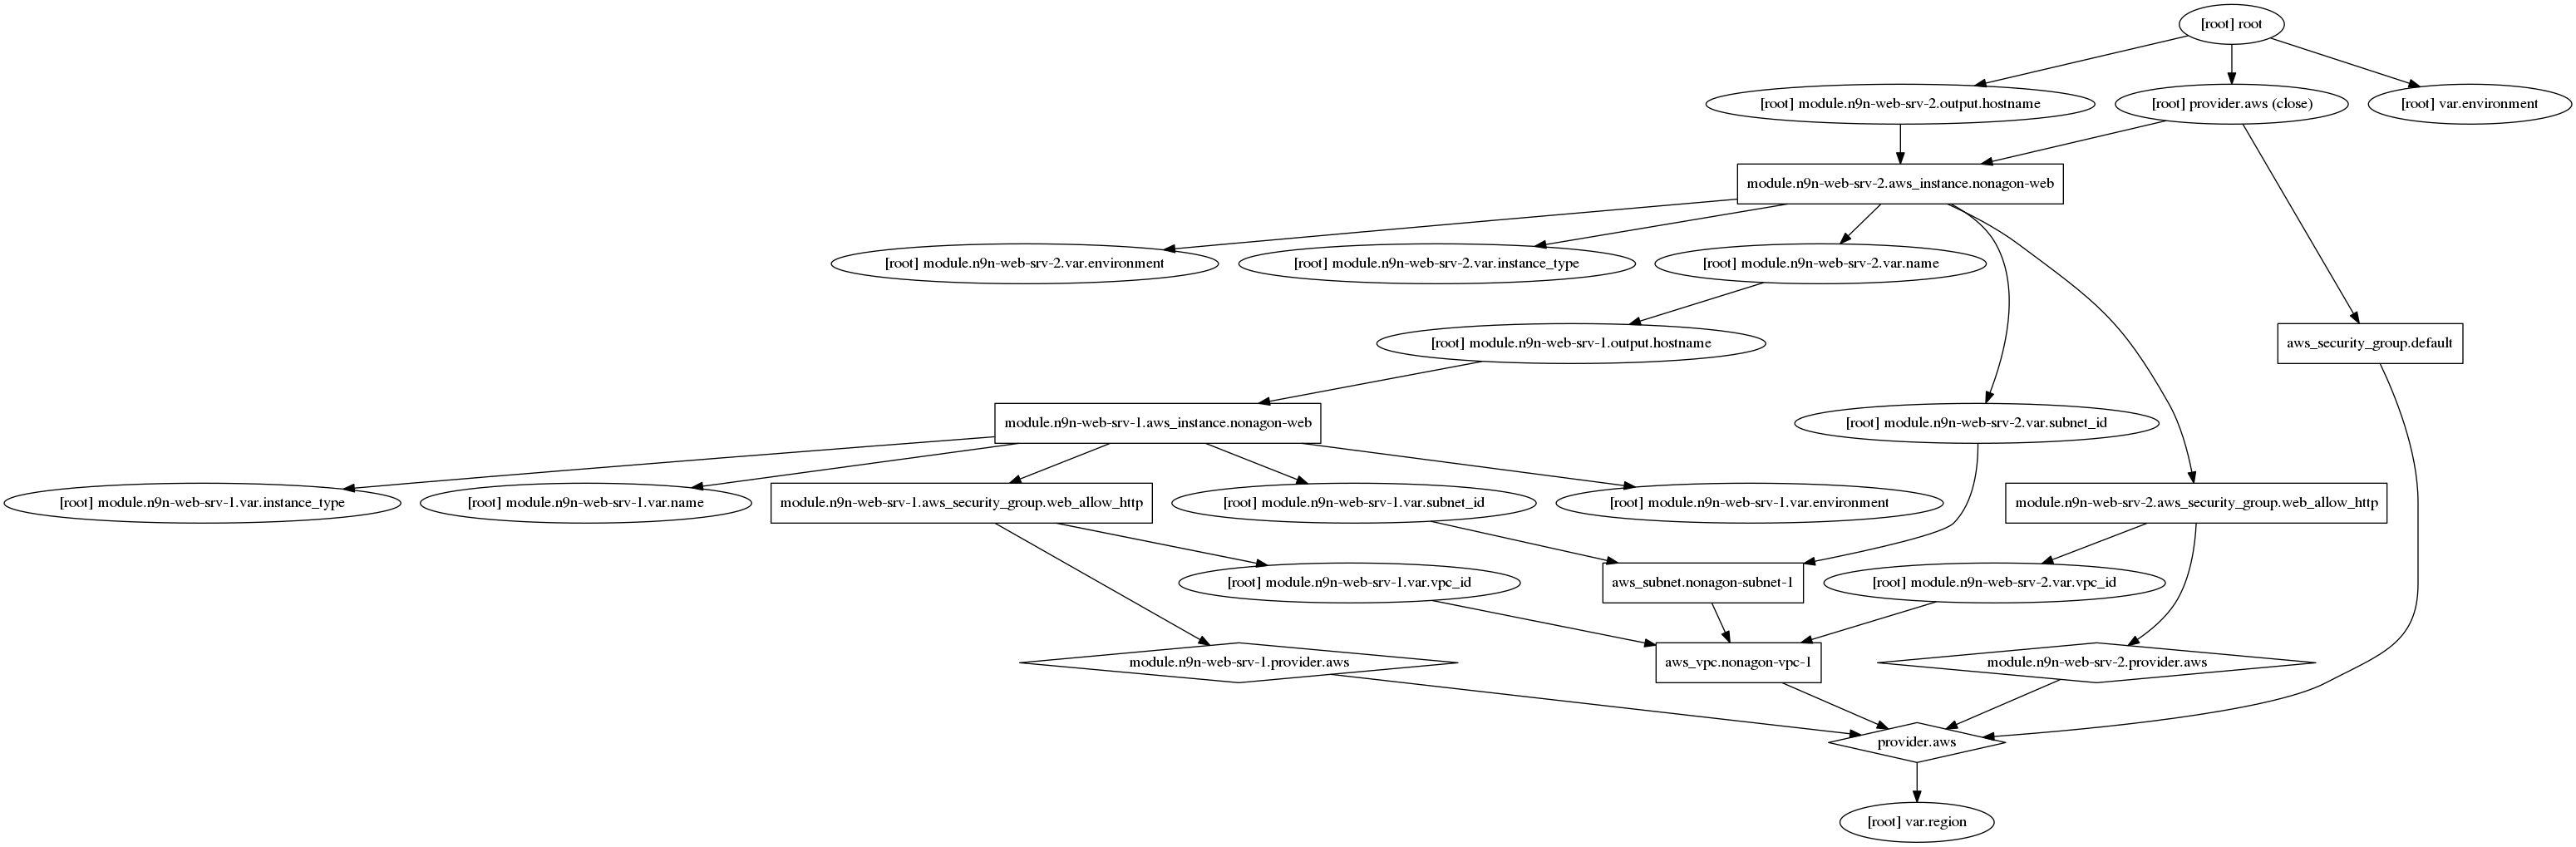 [root] root
[root] module.n9n-web-srv-2.output.hostname
[root] provider.aws (close)
[root] var.environment
module.n9n-web-srv-2.aws_instance.nonagon-web
[root] module.n9n-web-srv-2.var.environment
[root] module.n9n-web-srv-2.var.instance_type
[root] module.n9n-web-srv-2.var.name
[root] module.n9n-web-srv-1.output.hostname
aws_security_group.default
module.n9n-web-srv-1.aws_instance.nonagon-web
[root] module.n9n-web-srv-2.var.subnet_id
[root] module.n9n-web-srv-1.var.instance_type
[root] module.n9n-web-srv-1.var.name
module.n9n-web-srv-1.aws_security_group.web_allow_http
[root] module.n9n-web-srv-1.var.subnet_id
[root] module.n9n-web-srv-1.var.environment
module.n9n-web-srv-2.aws_security_group.web_allow_http
[root] module.n9n-web-srv-1.var.vpc_id
aws_subnet.nonagon-subnet-1
[root] module.n9n-web-srv-2.var.vpc_id
module.n9n-web-srv-1.provider.aws
aws_vpc.nonagon-vpc-1
module.n9n-web-srv-2.provider.aws
provider.aws
[root] var.region